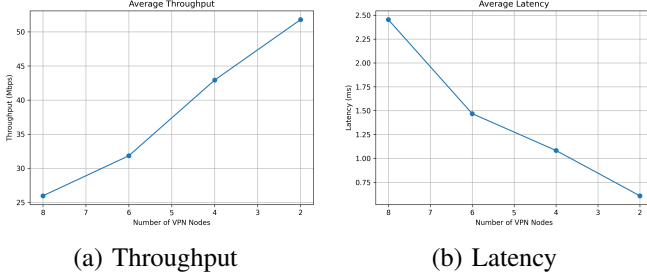 Average Throughput
50
45
40
35
30
25
Throughput (Mbps)
8 7 6 5 4 3 2
Number of VPN Nodes
(a) Throughput
Average Latency
2.50
2.25
2.00
1.75
1.50
1.25
1.00
0.75
Latency (ms)
8 7 6 5 4 3 2
Number of VPN Nodes
(b) Latency